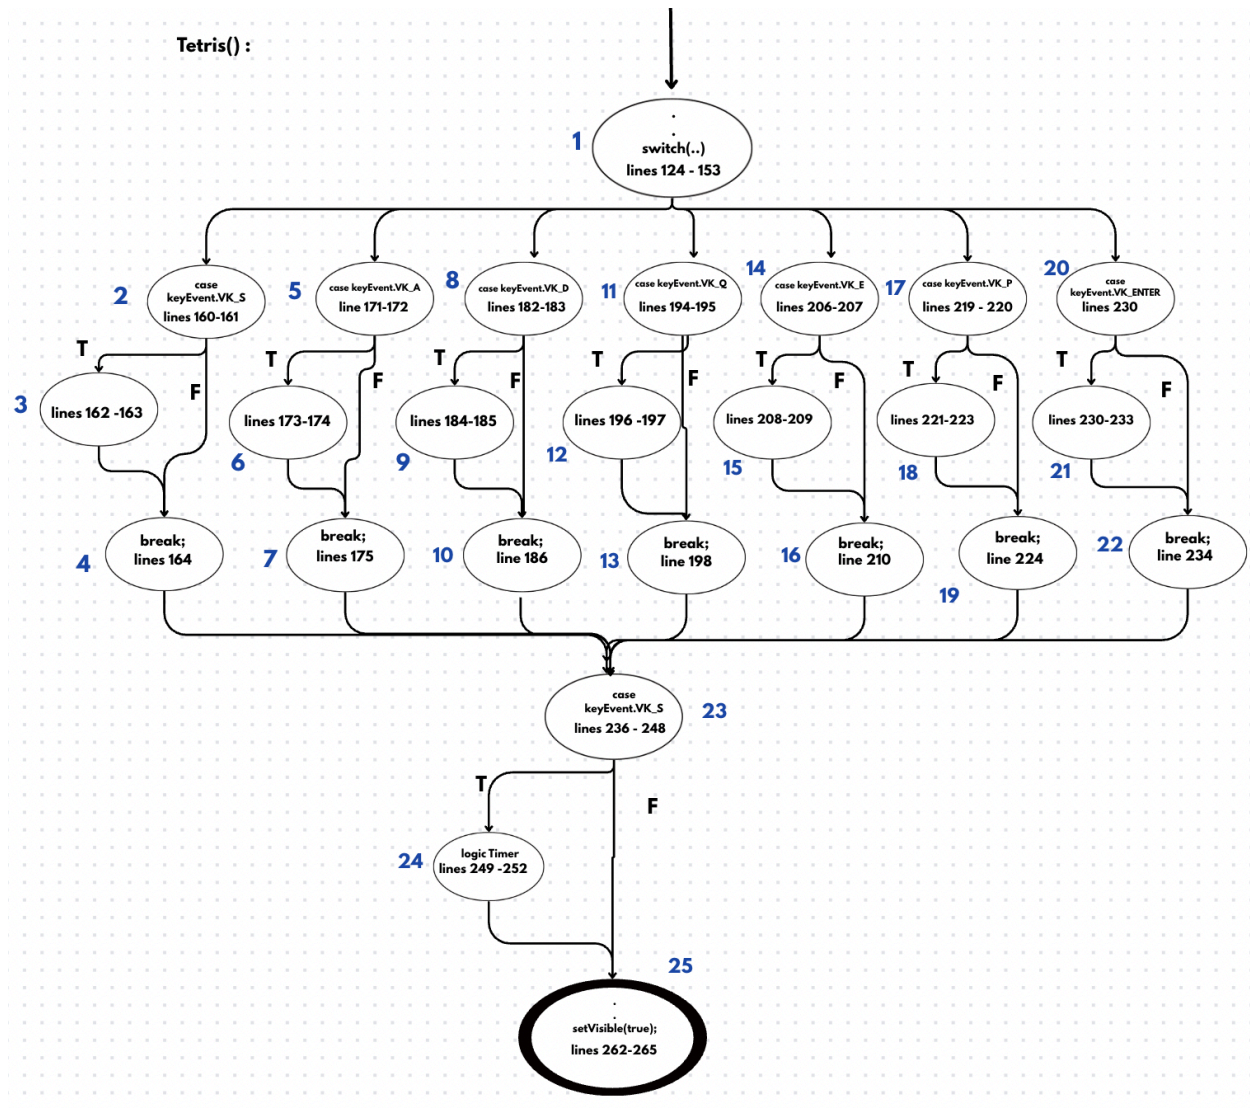 Tetris() :
1
.
.
switch(..)
lines 124 - 153
2
case
keyEvent.VK_S
lines 160-161
5
case keyEvent.VK_A
line 171-172
8
case keyEvent.VK_D
lines 182-183
11
case keyEvent.VK_Q
lines 194-195
14
case keyEvent.VK_E
lines 206-207
17
case keyEvent.VK_P
lines 219 - 220
20
case
keyEvent.VK_ENTER
lines 230
T
F
T
F
T
F
T
F
T
F
T
F
T
F
3
lines 162 -163
6
lines 173-174
9
lines 184-185
12
lines 196 -197
15
lines 208-209
18
lines 221-223
21
lines 230-233
4
break;
lines 164
7
break;
lines 175
10
break;
line 186
13
break;
line 198
16
break;
line 210
19
break;
line 224
22
break;
line 234
23
case
keyEvent.VK_S
lines 236 - 248
T
F
24
logic Timer
lines 249 -252
25
.
.
setVisible(true);
lines 262-265